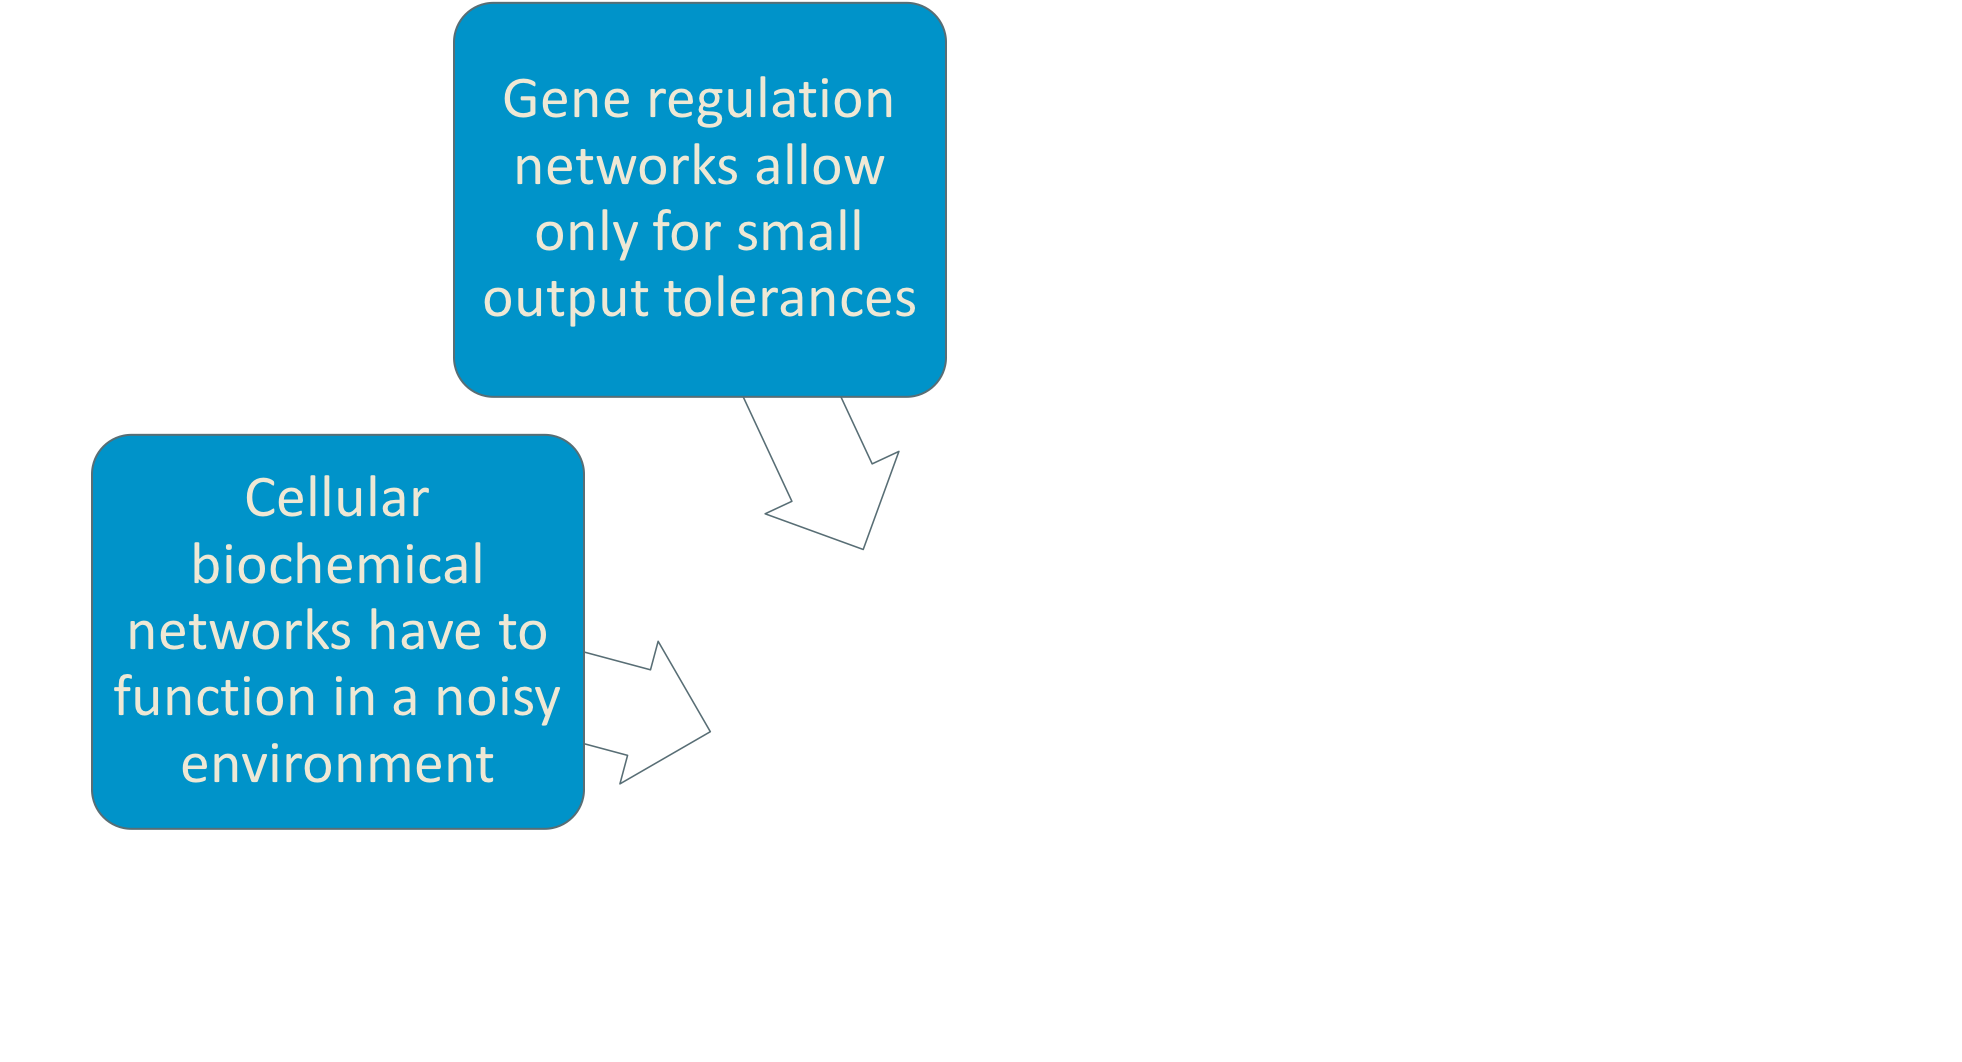 Gene regulation
networks allow
only for small
output tolerances
Cellular
biochemical
networks have to
function in a noisy
environment